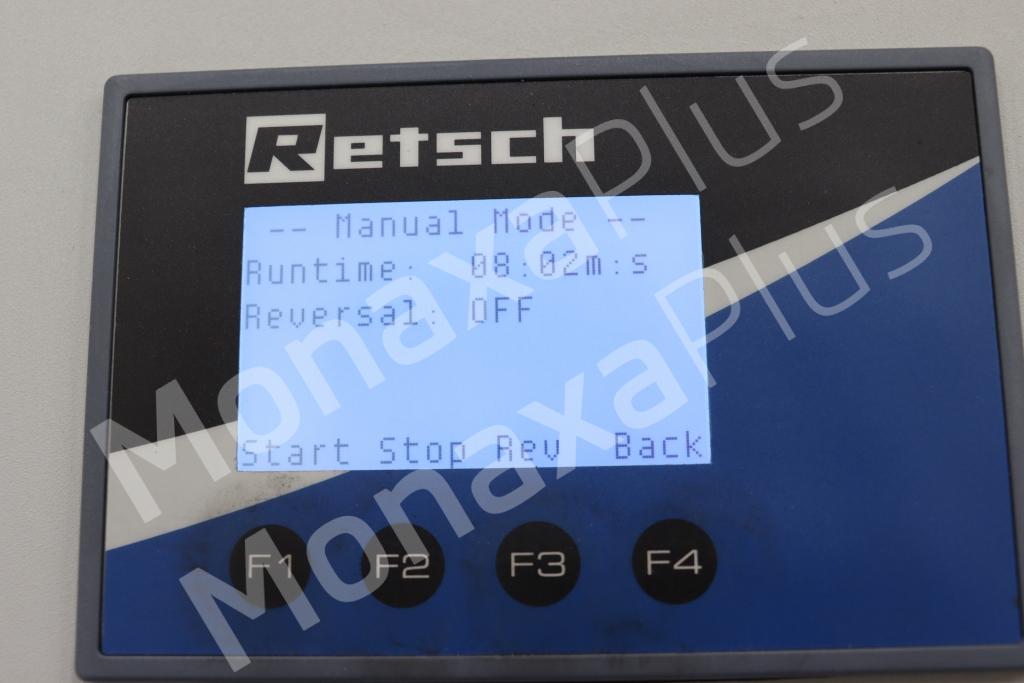 Retsch
-- Manual Mode --
Runtime: 08:02m:s
Reversal: OFF
Start Stop Rev Back
F1 F2 F3 F4
MonaxaPlus
MonaxaPlus